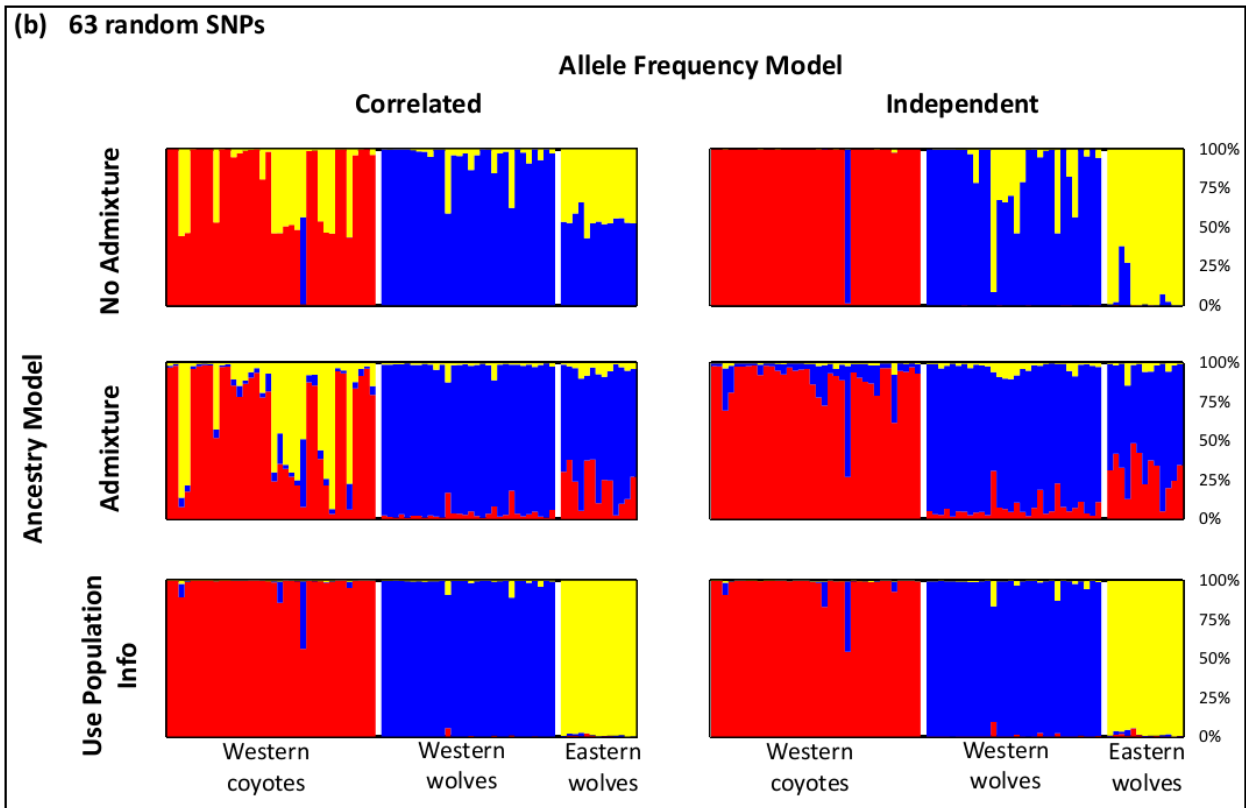 (b) 63 random SNPs
Allele Frequency Model
Correlated
Independent
Ancestry Model
No Admixture
100%
75%
50%
25%
0%
Admixture
100%
75%
50%
25%
0%
Use Population
Info
100%
75%
50%
25%
0%
Western
coyotes
Western
wolves
Eastern
wolves
Western
coyotes
Western
wolves
Eastern
wolves